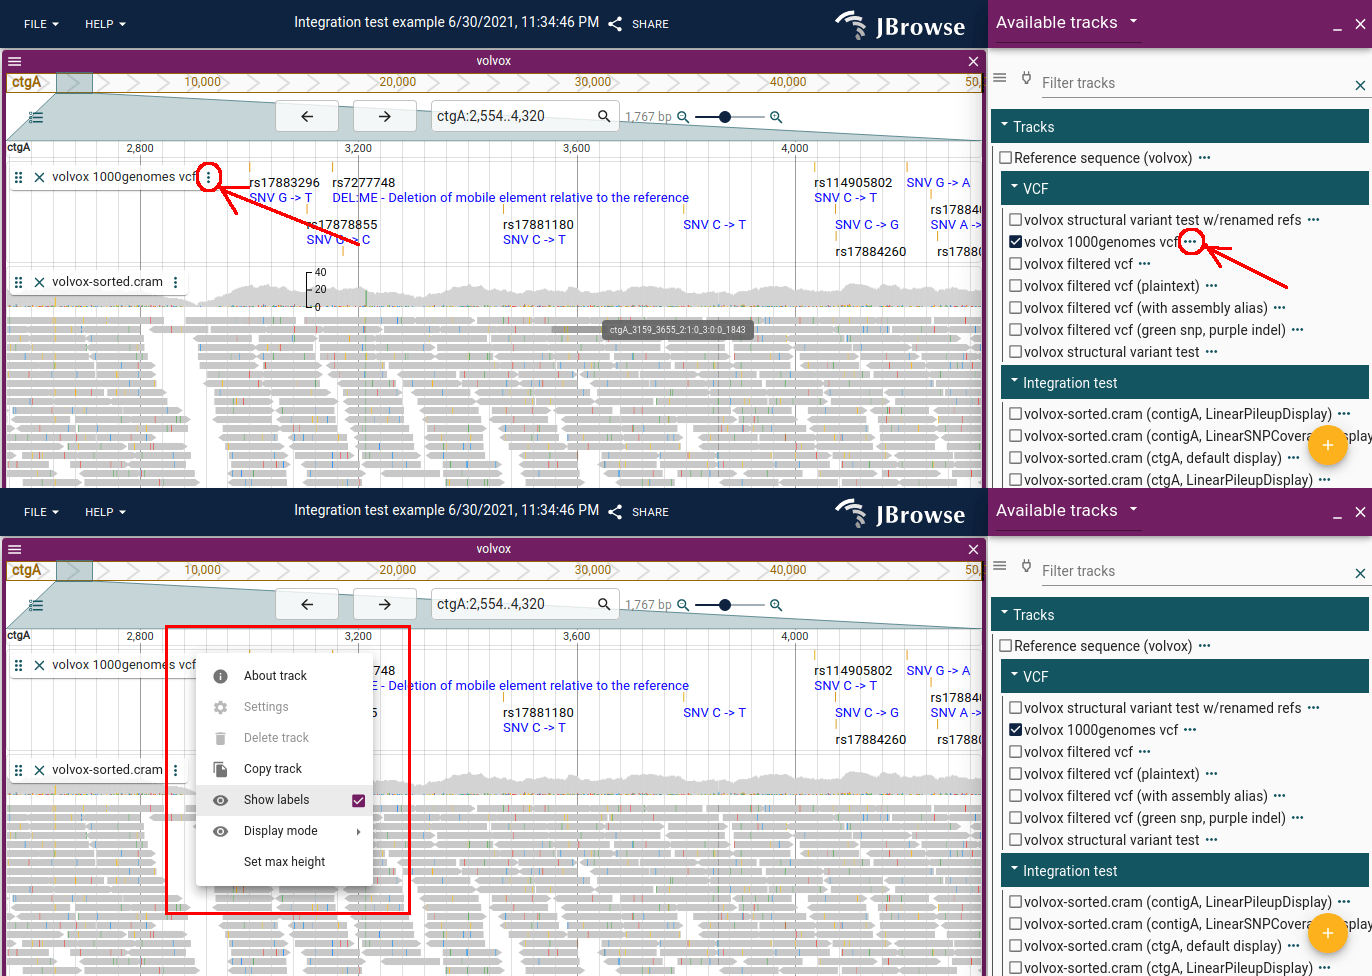 FILE HELP Integration test example 6/30/2021, 11:34:46 PM SHARE JBrowse
Available tracks
volvox
ctgA 10,000 20,000 30,000 40,000 50,
Filter tracks
ctgA:2,554..4,320 1,767 bp
Tracks
ctgA 2,800 3,200 3,600 4,000
Reference sequence (volvox)
volvox 1000genomes vcf
rs17883296 rs7277748 rs114905802 SNV G -> A
SNV G -> T DEL:ME - Deletion of mobile element relative to the reference SNV C -> T
rs1788
rs17878855 rs17881180 SNV C -> T SNV C -> G SNV A ->
SNV C -> C SNV C -> T
rs17884260 rs1788
VCF
volvox structural variant test w/renamed refs
volvox 1000genomes vcf
volvox filtered vcf
volvox filtered vcf (plaintext)
volvox filtered vcf (with assembly alias)
volvox filtered vcf (green snp, purple indel)
volvox structural variant test
volvox-sorted.cram
40
20
0
ctgA_3159_3655_2:1:0_3:0:0_1843
Integration test
volvox-sorted.cram (contigA, LinearPileupDisplay)
volvox-sorted.cram (contigA, LinearSNPCovera display)
volvox-sorted.cram (ctgA, default display)
volvox-sorted.cram (ctgA, LinearPileupDisplay)
FILE HELP Integration test example 6/30/2021, 11:34:46 PM SHARE JBrowse
Available tracks
volvox
ctgA 10,000 20,000 30,000 40,000 50,
Filter tracks
ctgA:2,554..4,320 1,767 bp
Tracks
ctgA 2,800 3,200 3,600 4,000
Reference sequence (volvox)
volvox 1000genomes vcf
748 rs114905802 SNV G -> A
E - Deletion of mobile element relative to the reference SNV C -> T
rs1788
5 rs17881180 SNV C -> T SNV C -> G SNV A ->
SNV C -> T
rs17884260 rs1788
volvox-sorted.cram
About track
Settings
Delete track
Copy track
Show labels
Display mode
Set max height
VCF
volvox structural variant test w/renamed refs
volvox 1000genomes vcf
volvox filtered vcf
volvox filtered vcf (plaintext)
volvox filtered vcf (with assembly alias)
volvox filtered vcf (green snp, purple indel)
volvox structural variant test
Integration test
volvox-sorted.cram (contigA, LinearPileupDisplay)
volvox-sorted.cram (contigA, LinearSNPCovera display)
volvox-sorted.cram (ctgA, default display)
volvox-sorted.cram (ctgA, LinearPileupDisplay)